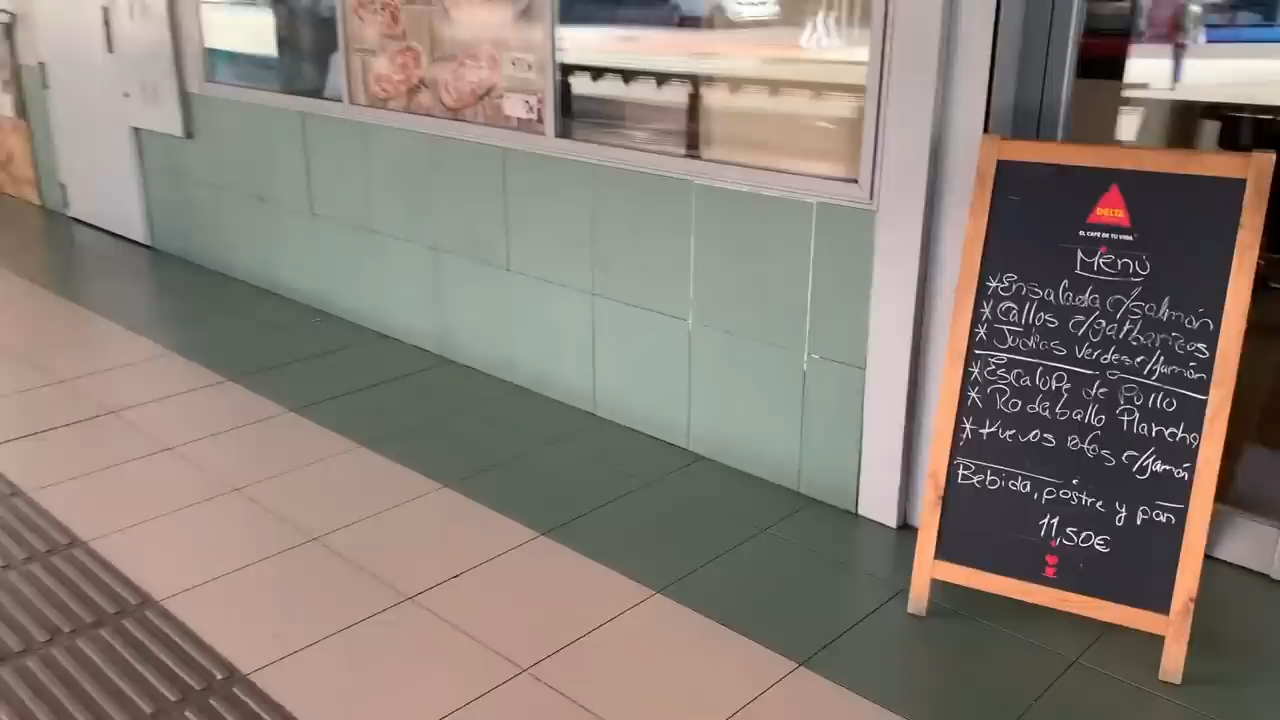 DELTA
EL CAFÉ DE TU VIDA
Menú
*Ensalada c/salmón
*Callos c/garbanzos
*Judías verdes c/jamón
*Escalope de Pollo
*Rodaballo Plancha
*Huevos rotos c/jamón
Bebida, postre y pan
11,50€